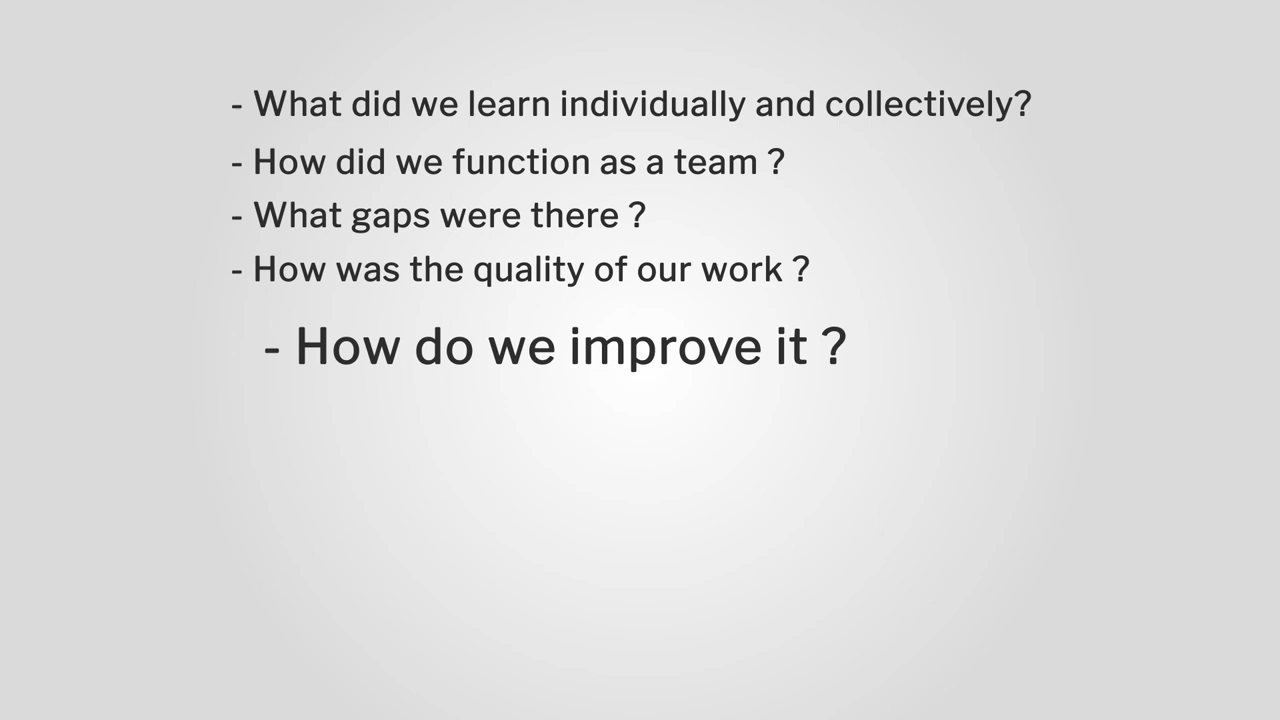 - What did we learn individually and collectively?
- How did we function as a team ?
- What gaps were there ?
- How was the quality of our work ?
- How do we improve it ?